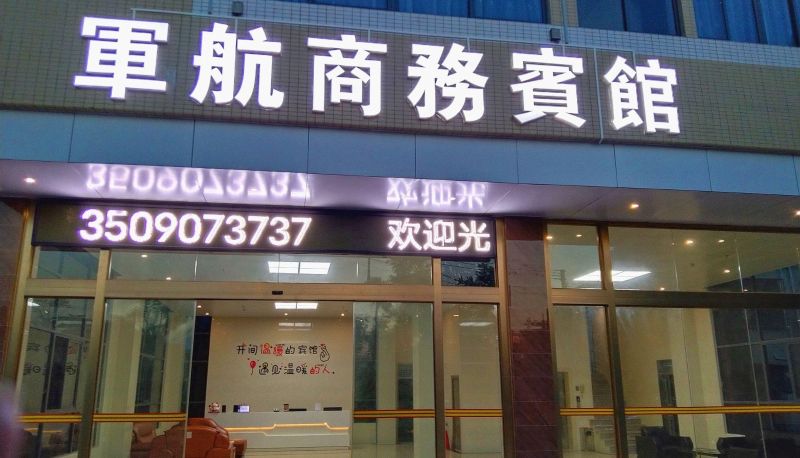 軍航商務賓館
3509073737 欢迎光
开间温暖的宾馆
遇见温暖的人.